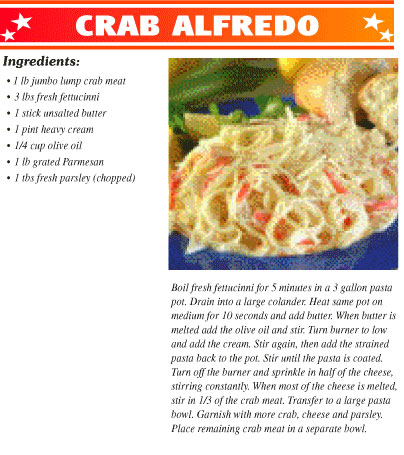 CRAB ALFREDO
Ingredients:
• 1 lb jumbo lump crab meat
• 3 lbs fresh fettucinni
• 1 stick unsalted butter
• 1 pint heavy cream
• 1/4 cup olive oil
• 1 lb grated Parmesan
• 1 tbs fresh parsley (chopped)
Boil fresh fettucinni for 5 minutes in a 3 gallon pasta
pot. Drain into a large colander. Heat same pot on
medium for 10 seconds and add butter. When butter is
melted add the olive oil and stir. Turn burner to low
and add the cream. Stir again, then add the strained
pasta back to the pot. Stir until the pasta is coated.
Turn off the burner and sprinkle in half of the cheese,
stirring constantly. When most of the cheese is melted,
stir in 1/3 of the crab meat. Transfer to a large pasta
bowl. Garnish with more crab, cheese and parsley.
Place remaining crab meat in a separate bowl.